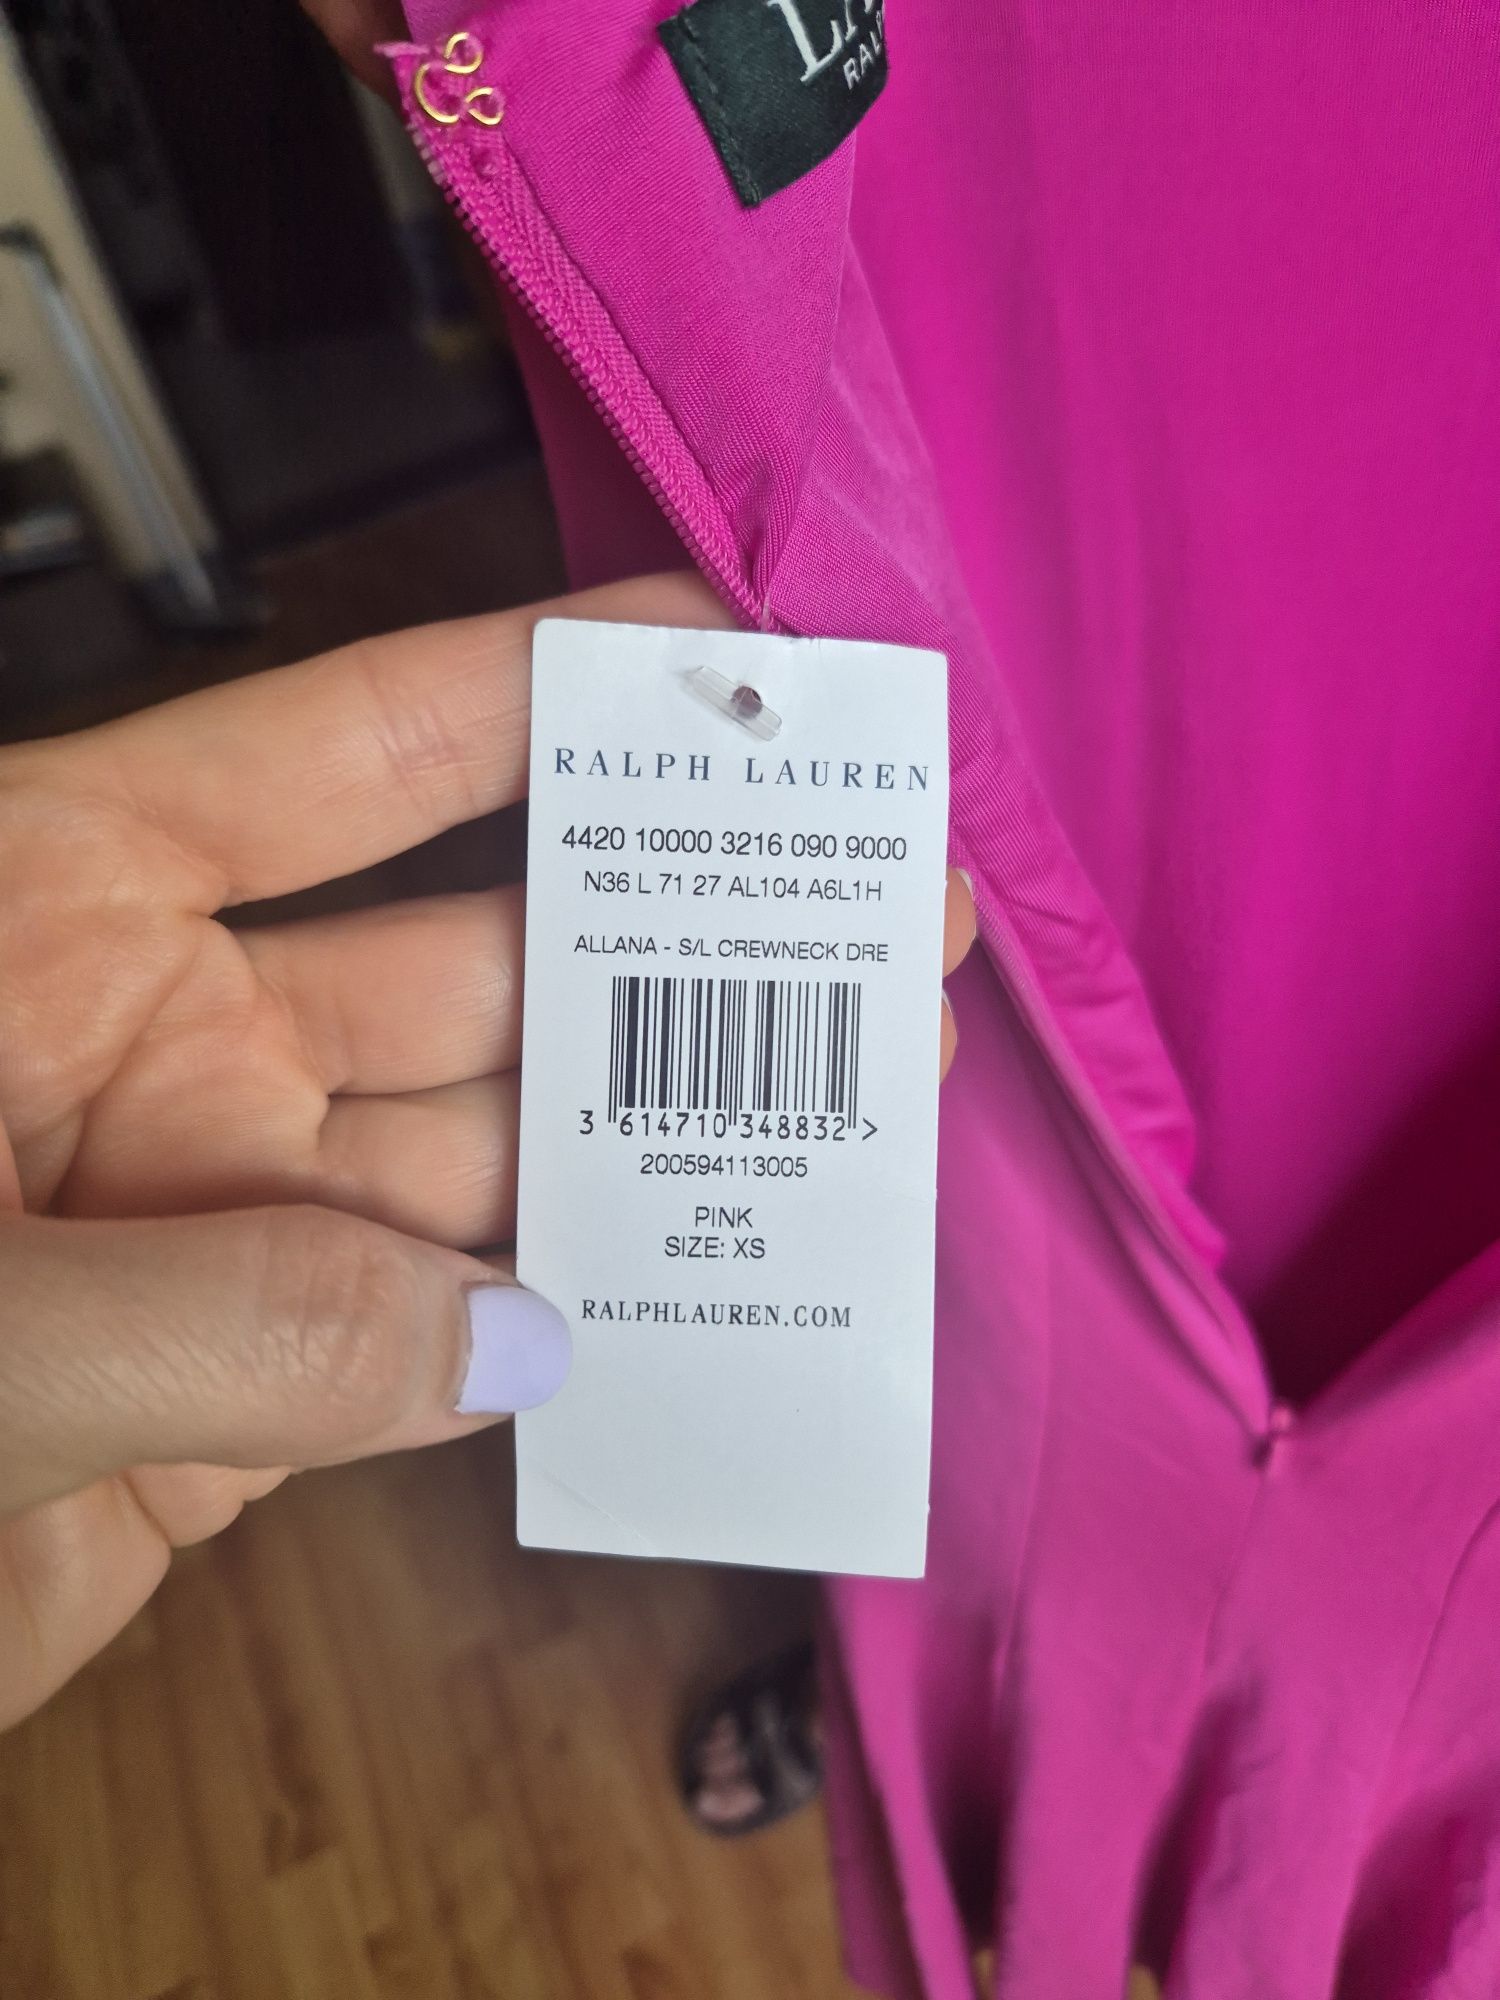 RAL
RALPH LAUREN
4420 10000 3216 090 9000
N36 L 71 27 AL104 A6L1H
ALLANA - S/L CREWNECK DRE
3 614710 348832 >
200594113005
PINK
SIZE: XS
RALPHLAUREN.COM